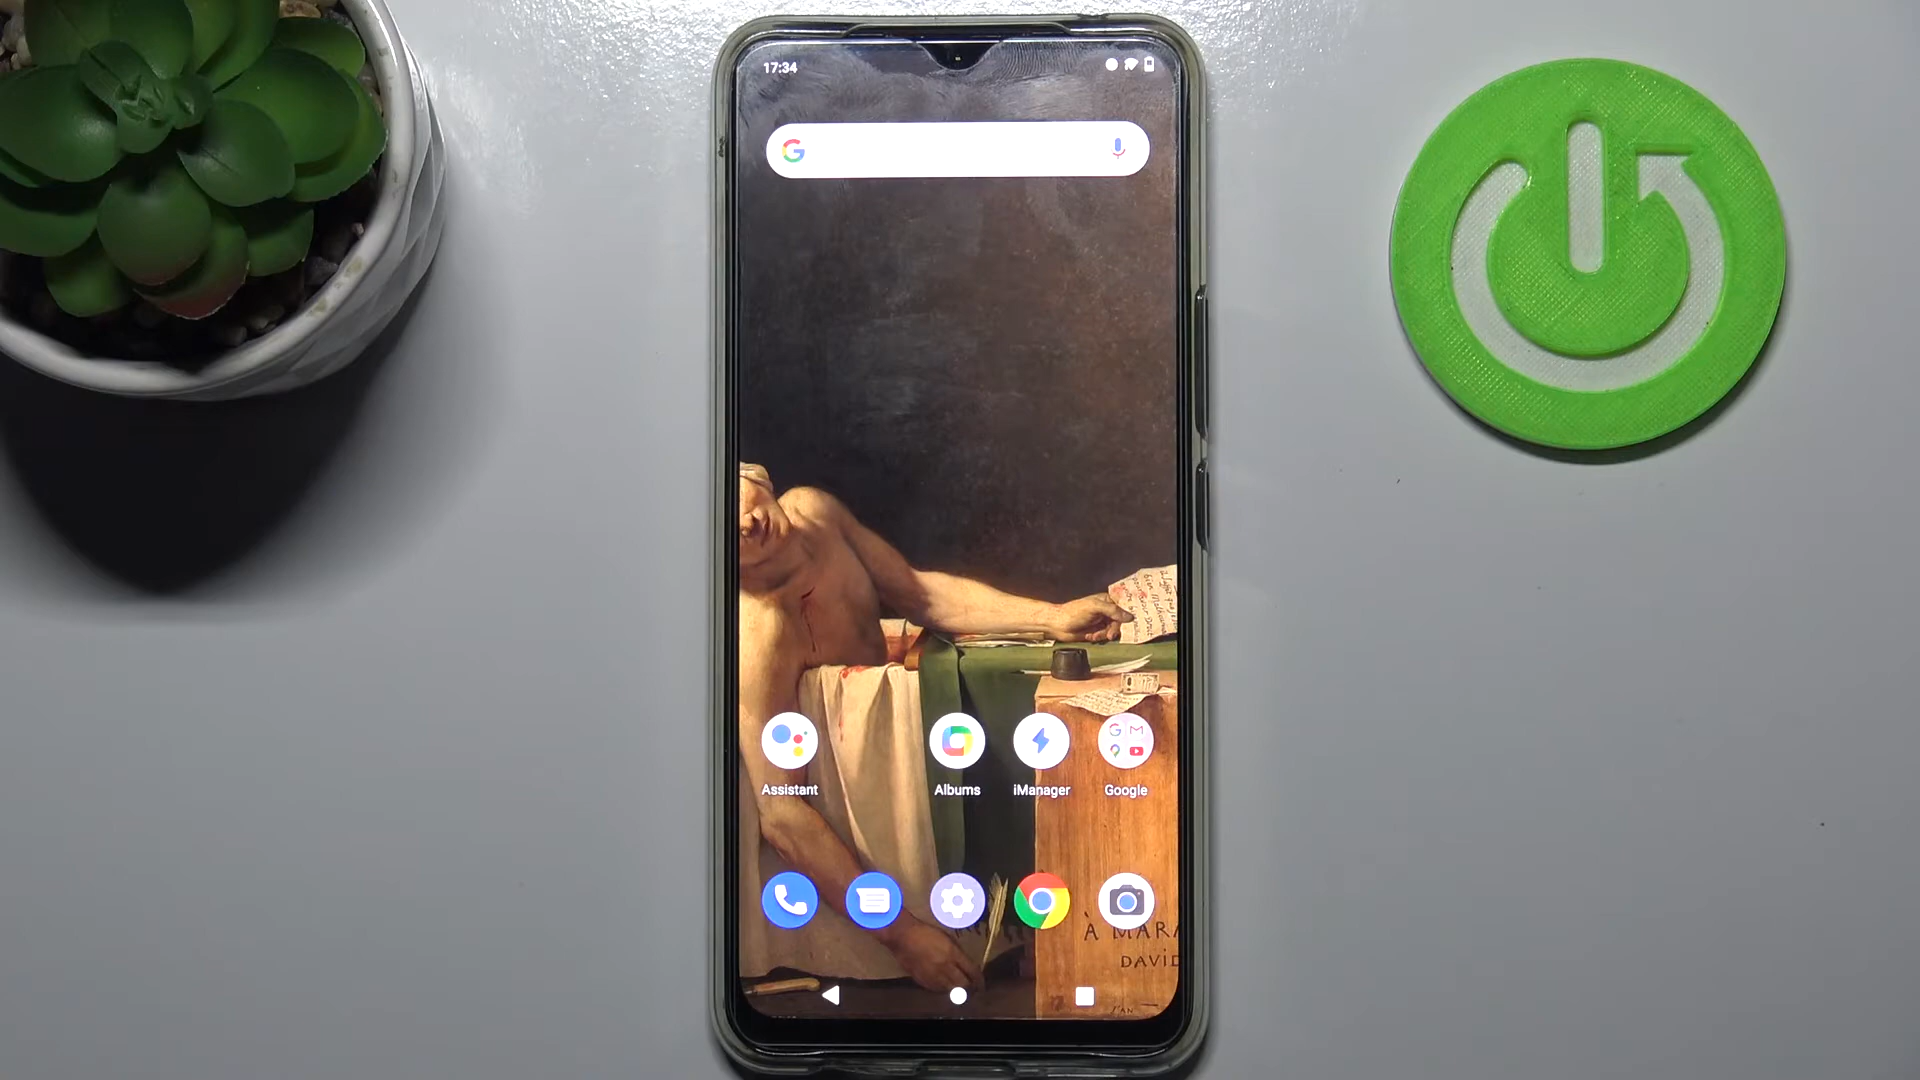 17:34
Assistant
Albums
iManager
Google
À MARA
DAVID